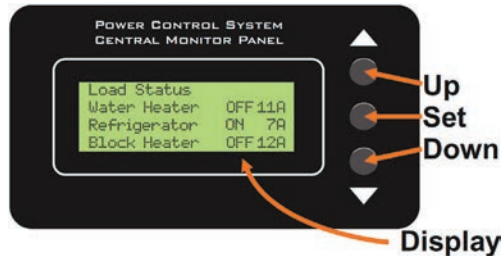 POWER CONTROL SYSTEM
CENTRAL MONITOR PANEL
Load Status
Water Heater OFF 11A
Refrigerator ON 7A
Block Heater OFF 12A
Up
Set
Down
Display